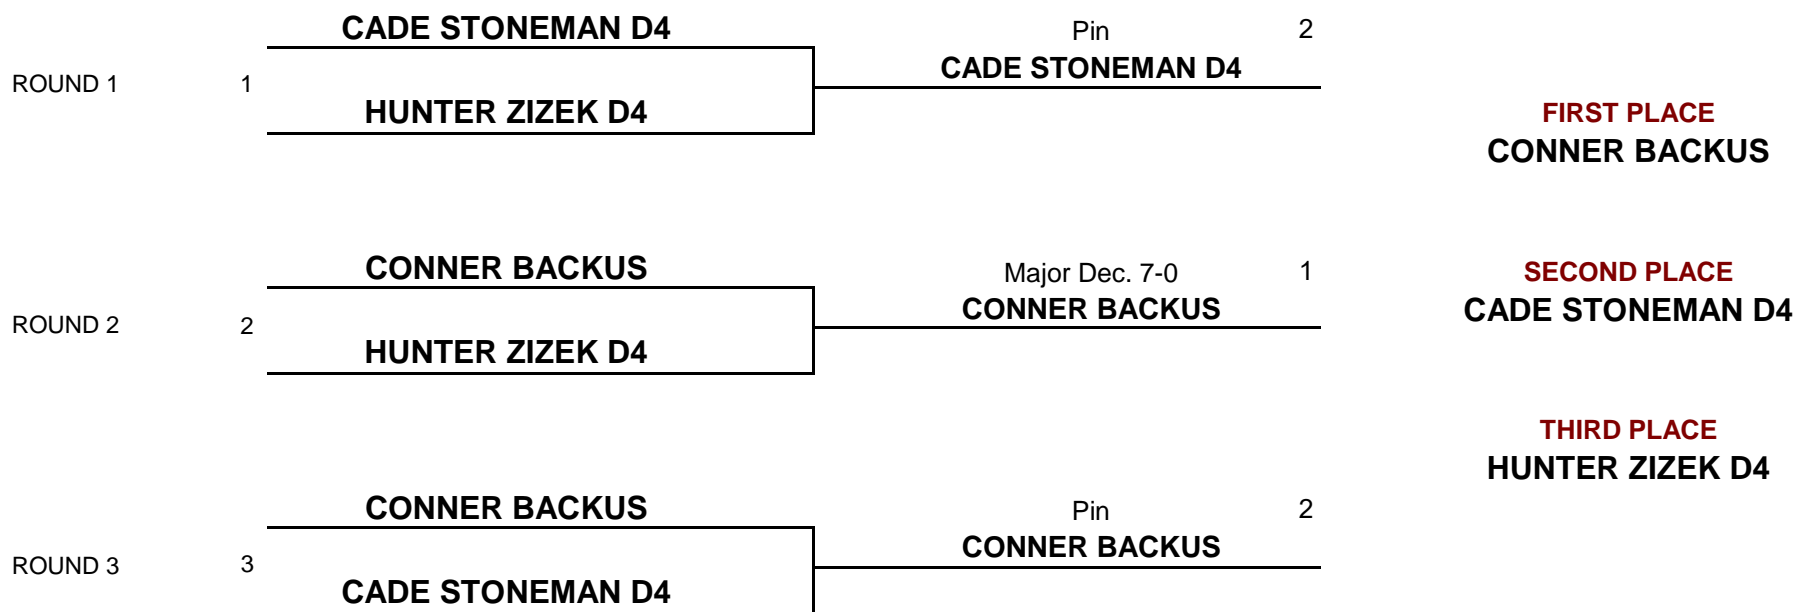 CADE STONEMAN D4
Pin 2
CADE STONEMAN D4
ROUND 1 1
HUNTER ZIZEK D4
FIRST PLACE
CONNER BACKUS
CONNER BACKUS
Major Dec. 7-0 1
CONNER BACKUS
SECOND PLACE
CADE STONEMAN D4
ROUND 2 2
HUNTER ZIZEK D4
THIRD PLACE
HUNTER ZIZEK D4
CONNER BACKUS
Pin 2
CONNER BACKUS
ROUND 3 3
CADE STONEMAN D4